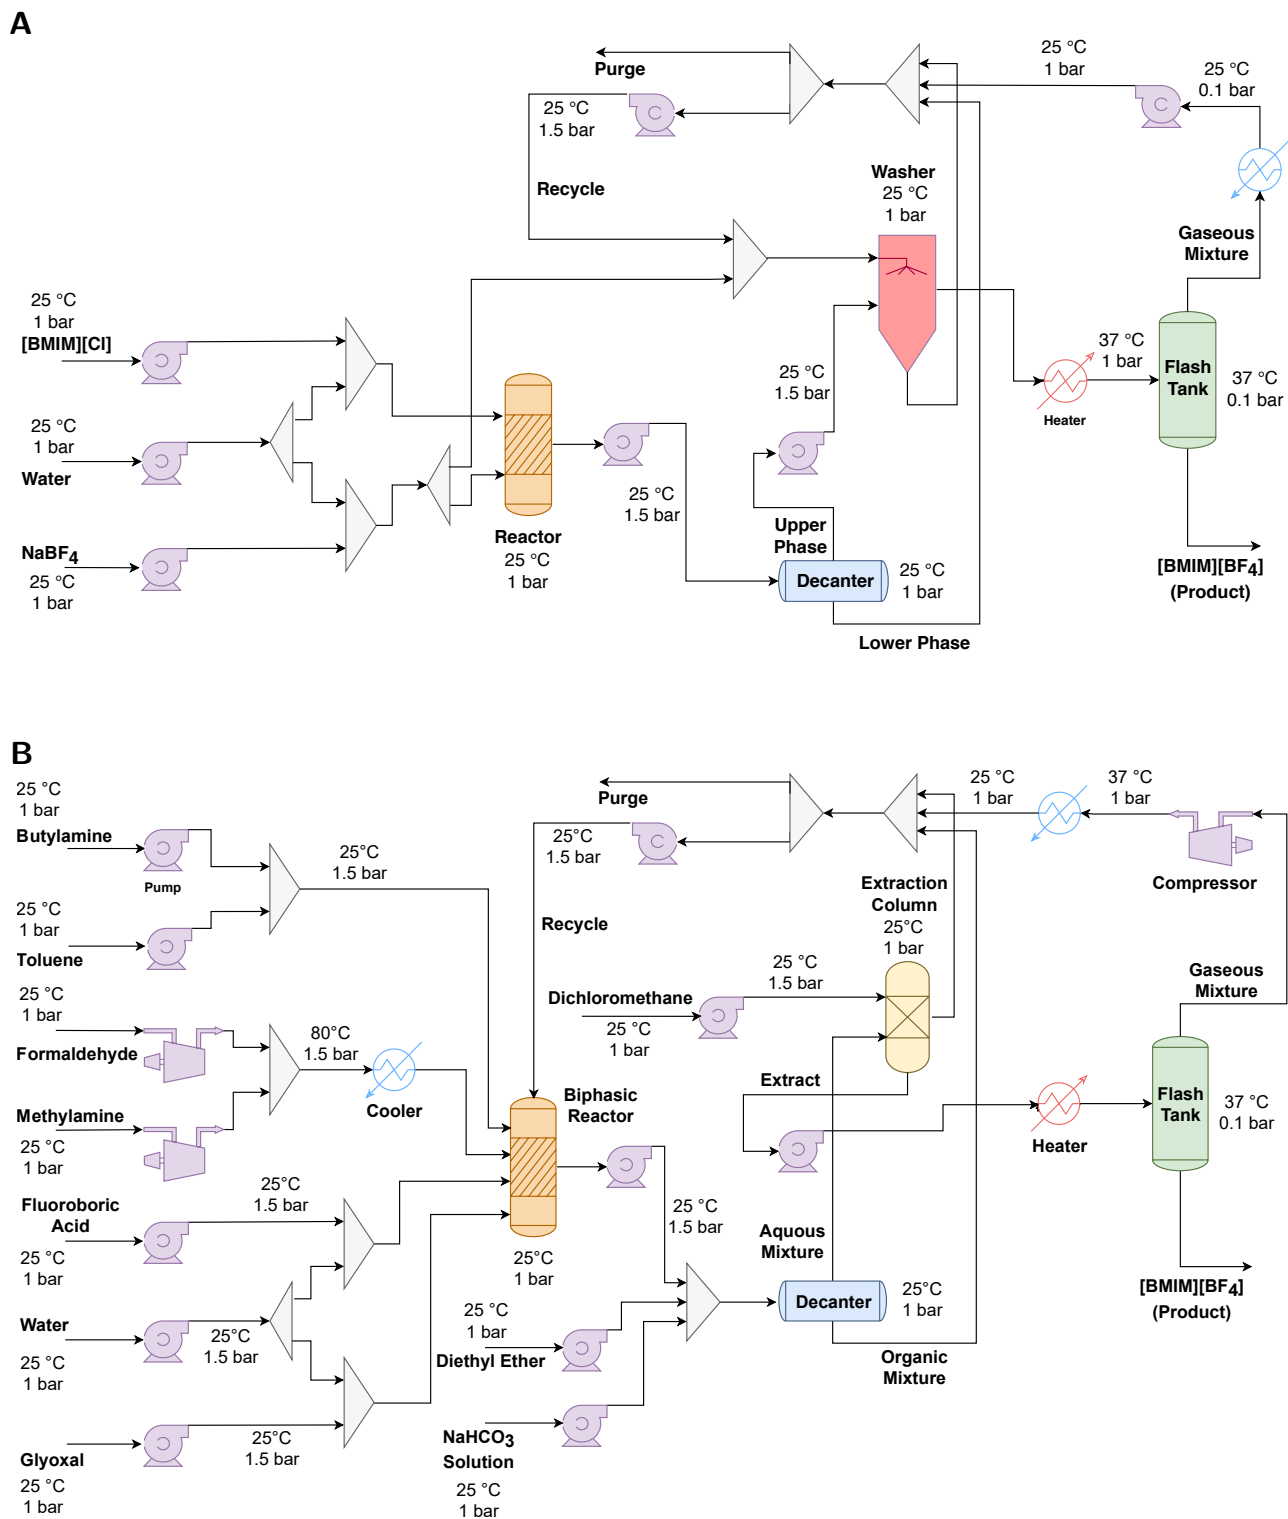 A
Purge
25 °C
1 bar
25 °C
0.1 bar
25 °C
1.5 bar
Recycle
Washer
25 °C
1 bar
Gaseous
Mixture
25 °C
1 bar
[BMIM][Cl]
25 °C
1 bar
Water
NaBF4
25 °C
1 bar
Reactor
25 °C
1 bar
25 °C
1.5 bar
25 °C
1.5 bar
Upper
Phase
Decanter
25 °C
1 bar
Lower Phase
37 °C
1 bar
Heater
Flash
Tank
37 °C
0.1 bar
[BMIM][BF4]
(Product)
B
25 °C
1 bar
Butylamine
Pump
25 °C
1 bar
Toluene
25°C
1.5 bar
25 °C
1 bar
Formaldehyde
Methylamine
25 °C
1 bar
80°C
1.5 bar
Cooler
Fluoroboric
Acid
25 °C
1 bar
25°C
1.5 bar
Water
25 °C
1 bar
25°C
1.5 bar
Glyoxal
25 °C
1 bar
25°C
1.5 bar
Purge
25°C
1.5 bar
Recycle
Biphasic
Reactor
25°C
1 bar
Dichloromethane
25 °C
1 bar
25 °C
1.5 bar
Extraction
Column
25°C
1 bar
Extract
25 °C
1.5 bar
25 °C
1 bar
Diethyl Ether
NaHCO3
Solution
25 °C
1 bar
Aquous
Mixture
Decanter
25°C
1 bar
Organic
Mixture
25 °C
1 bar
37 °C
1 bar
Compressor
Gaseous
Mixture
Heater
Flash
Tank
37 °C
0.1 bar
[BMIM][BF4]
(Product)